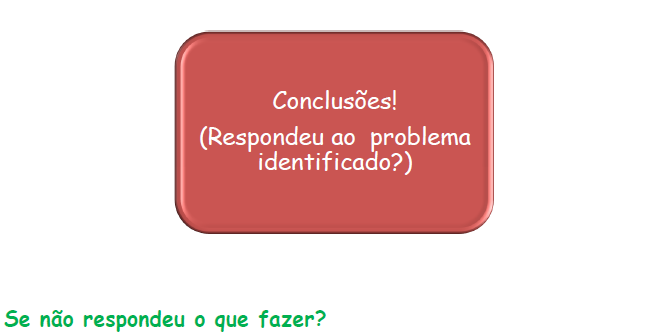 Conclusões!
(Respondeu ao  problema
identificado?)
Se não respondeu o que fazer?